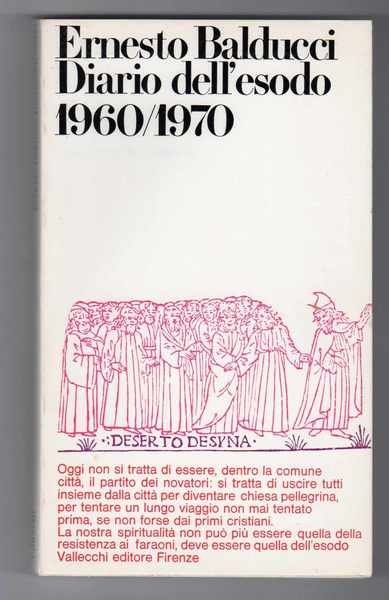 Ernesto Balducci
Diario dell'esodo
1960/1970
·:DESERTO DESYNA·
Oggi non si tratta di essere, dentro la comune
città, il partito dei novatori: si tratta di uscire tutti
insieme dalla città per diventare chiesa pellegrina,
per tentare un lungo viaggio non mai tentato
prima, se non forse dai primi cristiani.
La nostra spiritualità non può più essere quella della
resistenza ai faraoni, deve essere quella dell'esodo
Vallecchi editore Firenze